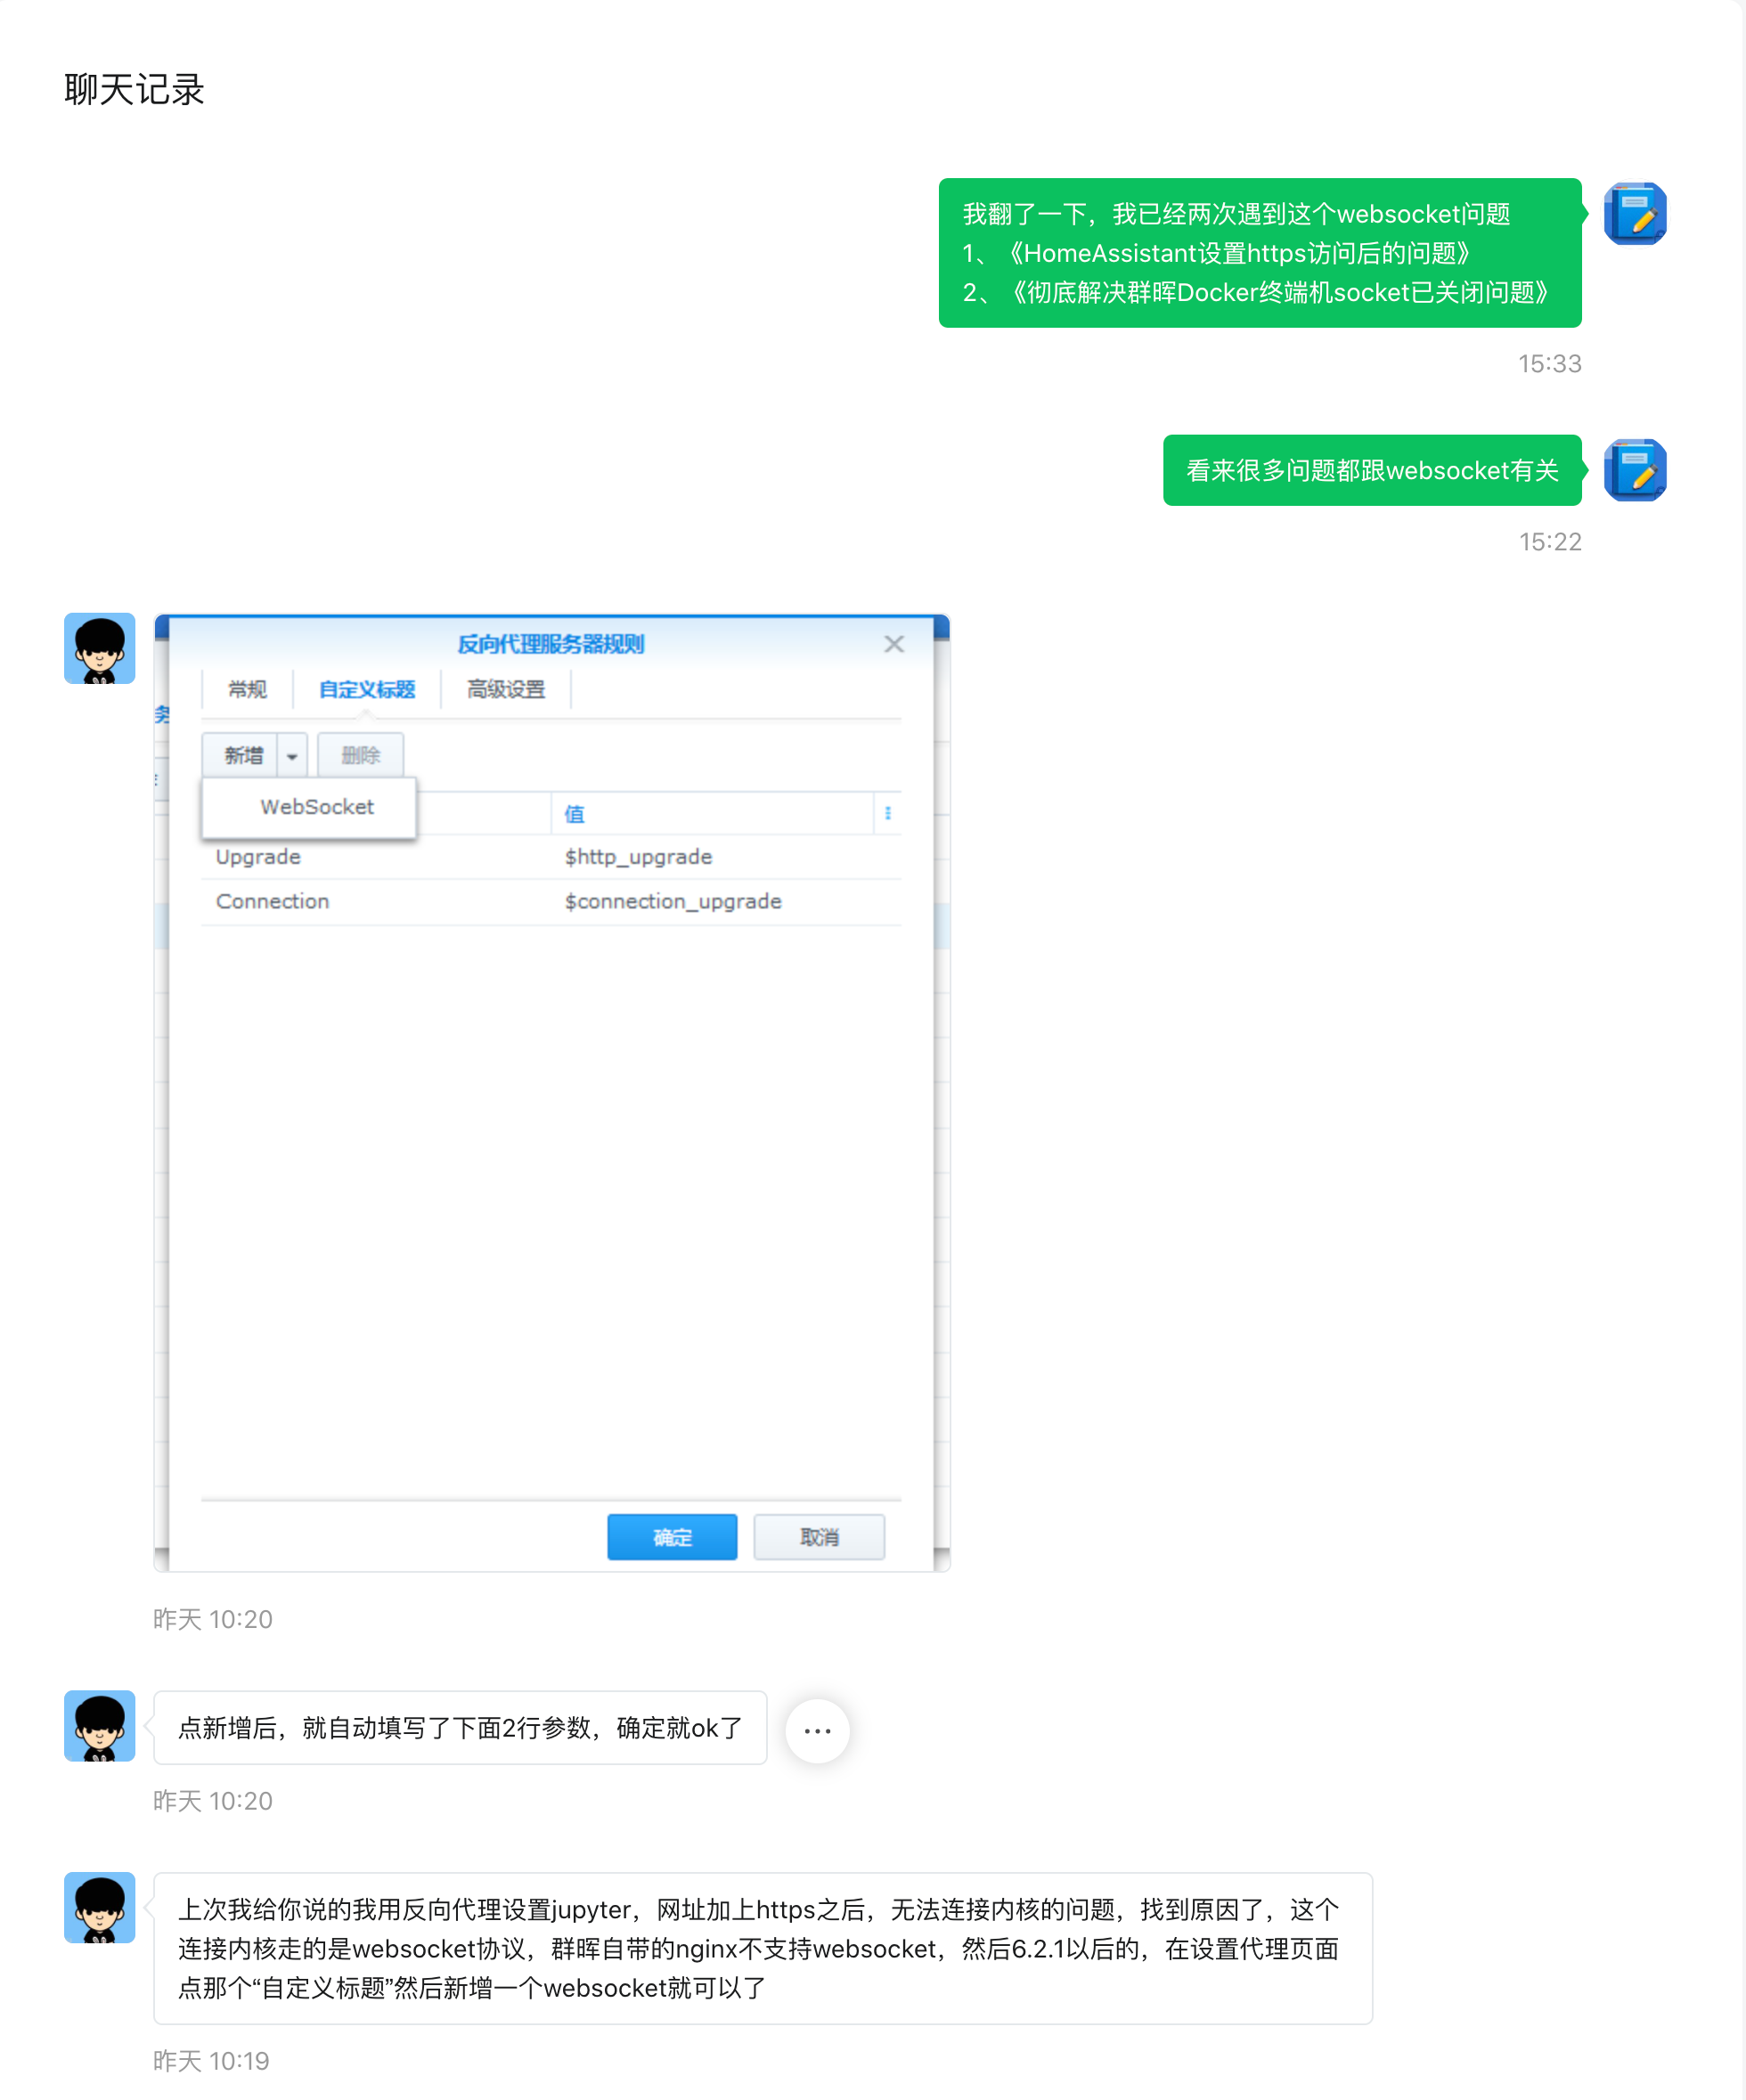 聊天记录
我翻了一下，我已经两次遇到这个websocket问题
1、《HomeAssistant设置https访问后的问题》
2、《彻底解决群晖Docker终端机socket已关闭问题》
15:33
看来很多问题都跟websocket有关
15:22
反向代理服务器规则
常规 自定义标题 高级设置
务
新增 删除
WebSocket
值
Upgrade $http_upgrade
Connection $connection_upgrade
确定 取消
昨天 10:20
点新增后，就自动填写了下面2行参数，确定就ok了
昨天 10:20
上次我给你说的我用反向代理设置jupyter，网址加上https之后，无法连接内核的问题，找到原因了，这个
连接内核走的是websocket协议，群晖自带的nginx不支持websocket，然后6.2.1以后的，在设置代理页面
点那个“自定义标题”然后新增一个websocket就可以了
昨天 10:19